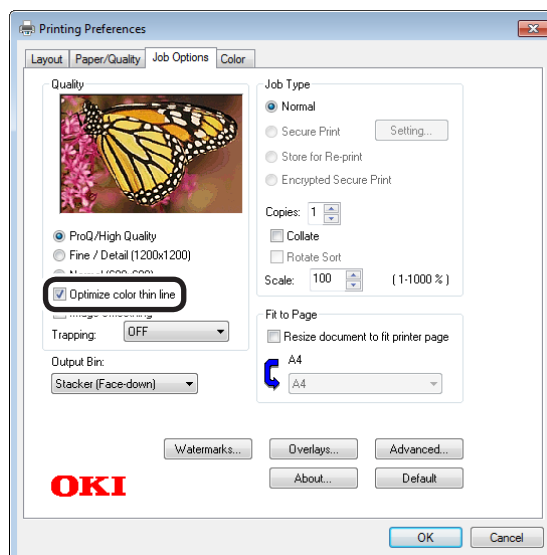 Printing Preferences
Layout Paper/Quality Job Options Color
Quality
ProQ/High Quality
Fine / Detail (1200x1200)
Optimize color thin line
Trapping: OFF
Output Bin:
Stacker (Face-down)
Job Type
Normal
Secure Print Setting...
Store for Re-print
Encrypted Secure Print
Copies: 1
Collate
Rotate Sort
Scale: 100 (1-1000 %)
Fit to Page
Resize document to fit printer page
A4
A4
Watermarks... Overlays... Advanced...
OKI About... Default
OK Cancel